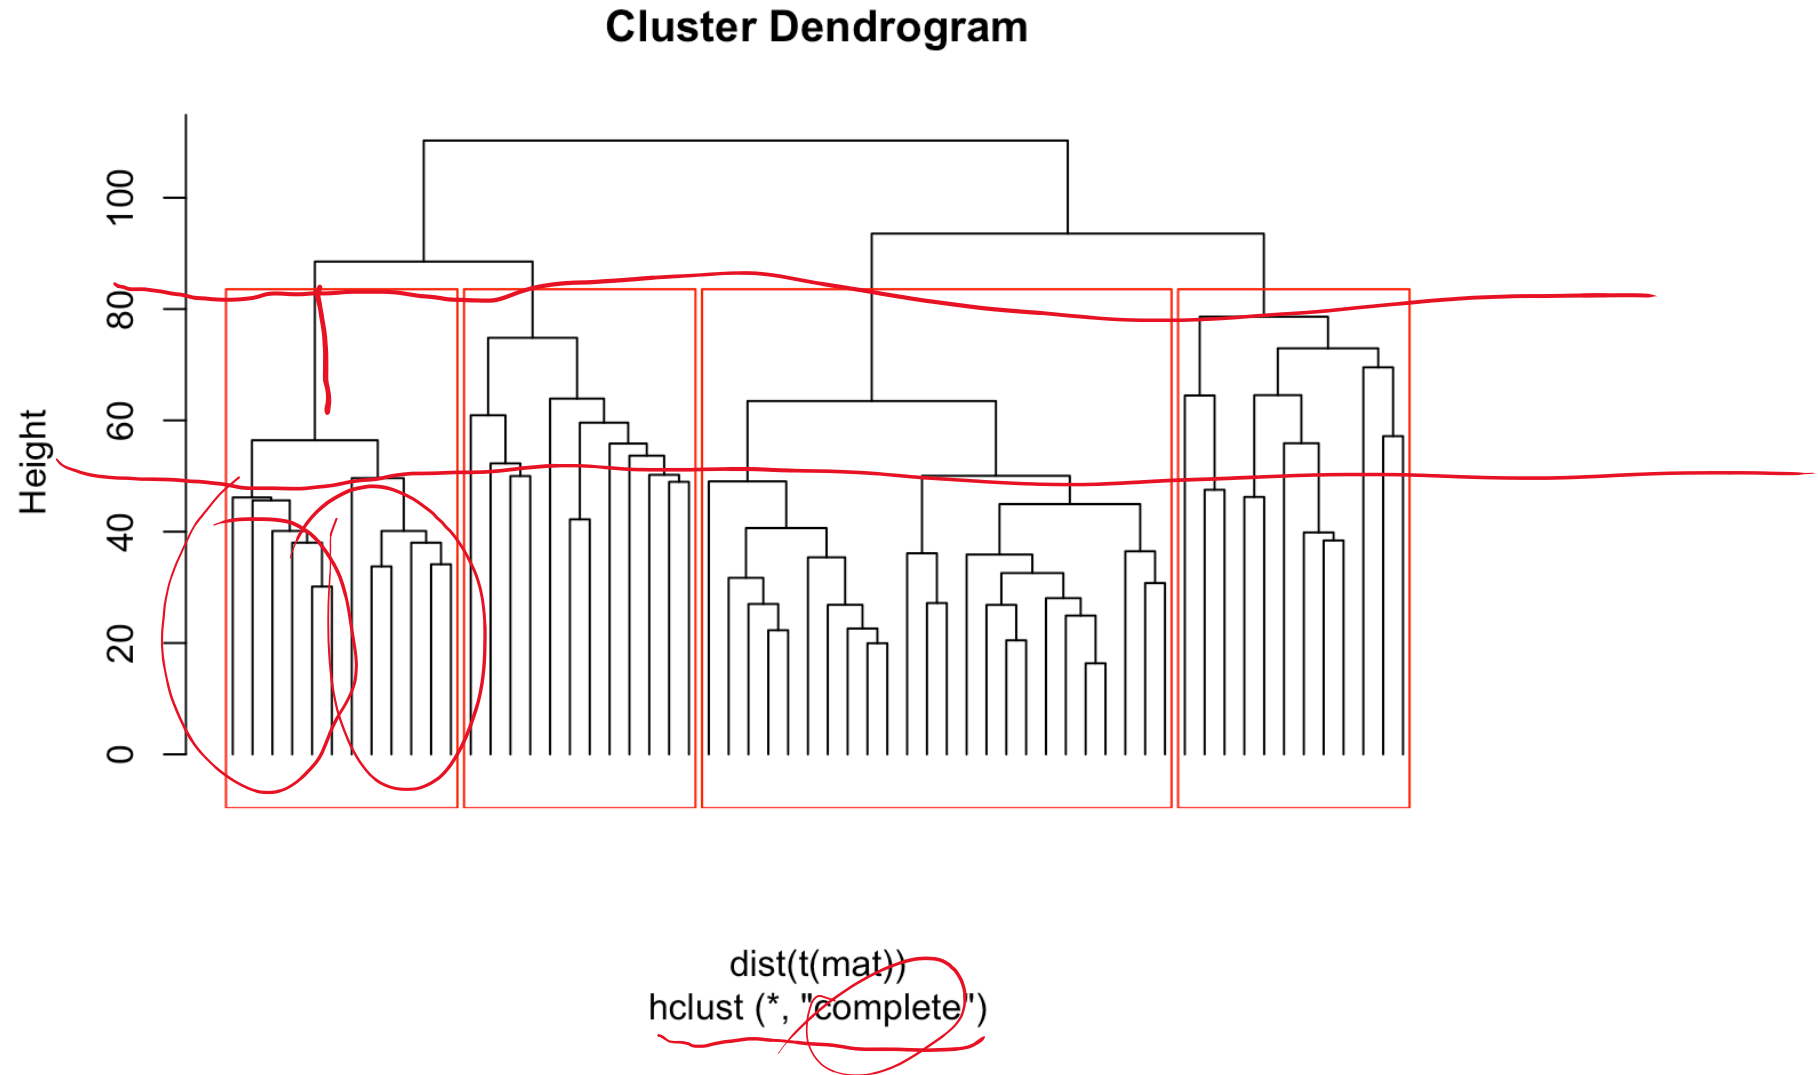 Cluster Dendrogram
Height
100
80
60
40
20
0
dist(t(mat))
hclust (*, "complete")